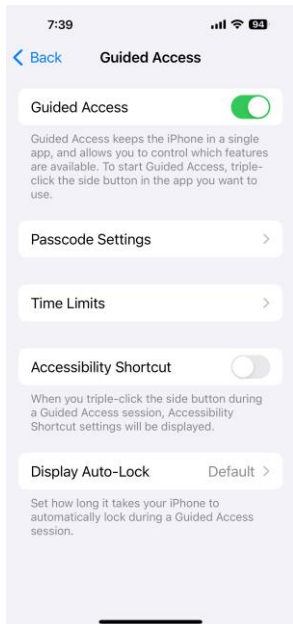 7:39
94
Back
Guided Access
Guided Access
Guided Access keeps the iPhone in a single
app, and allows you to control which features
are available. To start Guided Access, triple-
click the side button in the app you want to
use.
Passcode Settings
Time Limits
Accessibility Shortcut
When you triple-click the side button during
a Guided Access session, Accessibility
Shortcut settings will be displayed.
Display Auto-Lock
Default
Set how long it takes your iPhone to
automatically lock during a Guided Access
session.